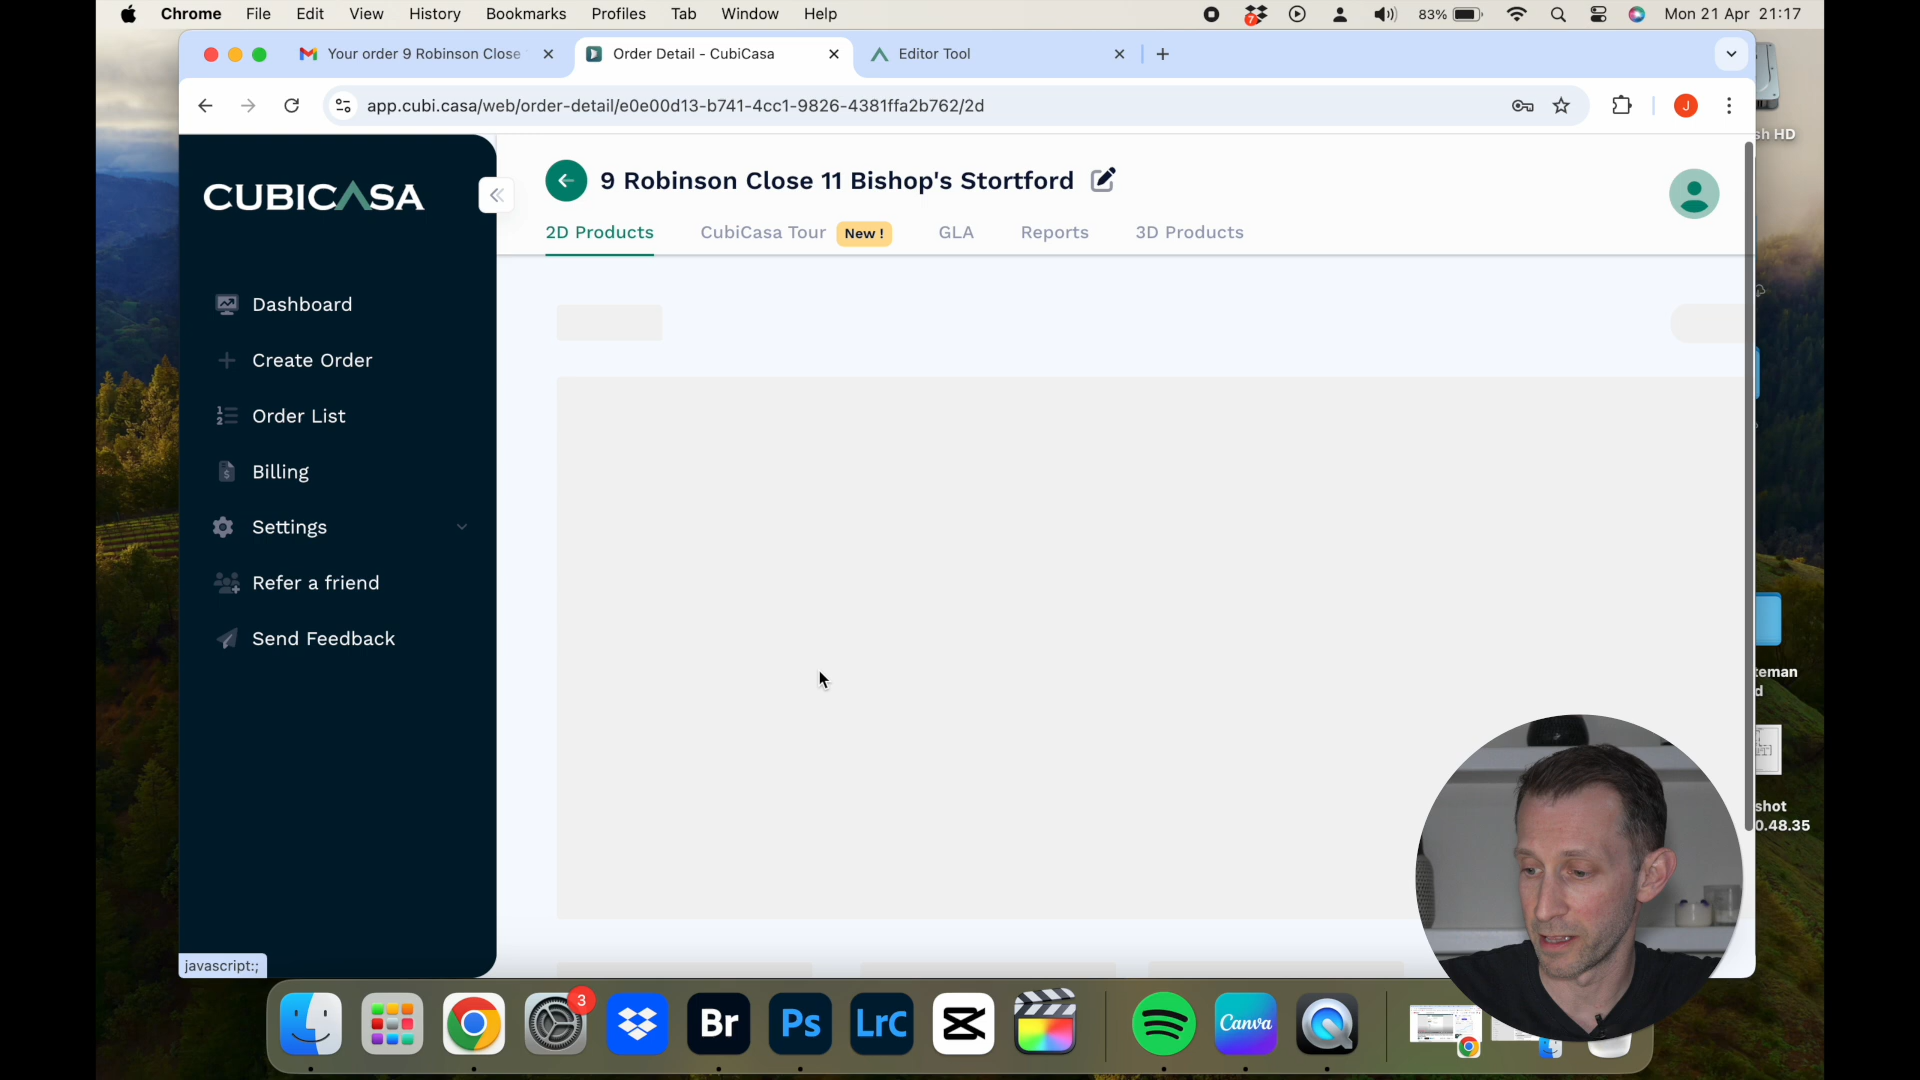 Chrome File Edit View History Bookmarks Profiles Tab Window Help
7
83%
Mon 21 Apr 21:17
Your order 9 Robinson Close
Order Detail - CubiCasa
Editor Tool
app.cubi.casa/web/order-detail/e0e00d13-b741-4cc1-9826-4381ffa2b762/2d
J
sh HD
CUBICASA
9 Robinson Close 11 Bishop's Stortford
2D Products
CubiCasa Tour
New !
GLA
Reports
3D Products
Dashboard
Create Order
Order List
Billing
Settings
Refer a friend
Send Feedback
teman
d
shot
0.48.35
javascript:;
3
Br
Ps
LrC
Canva